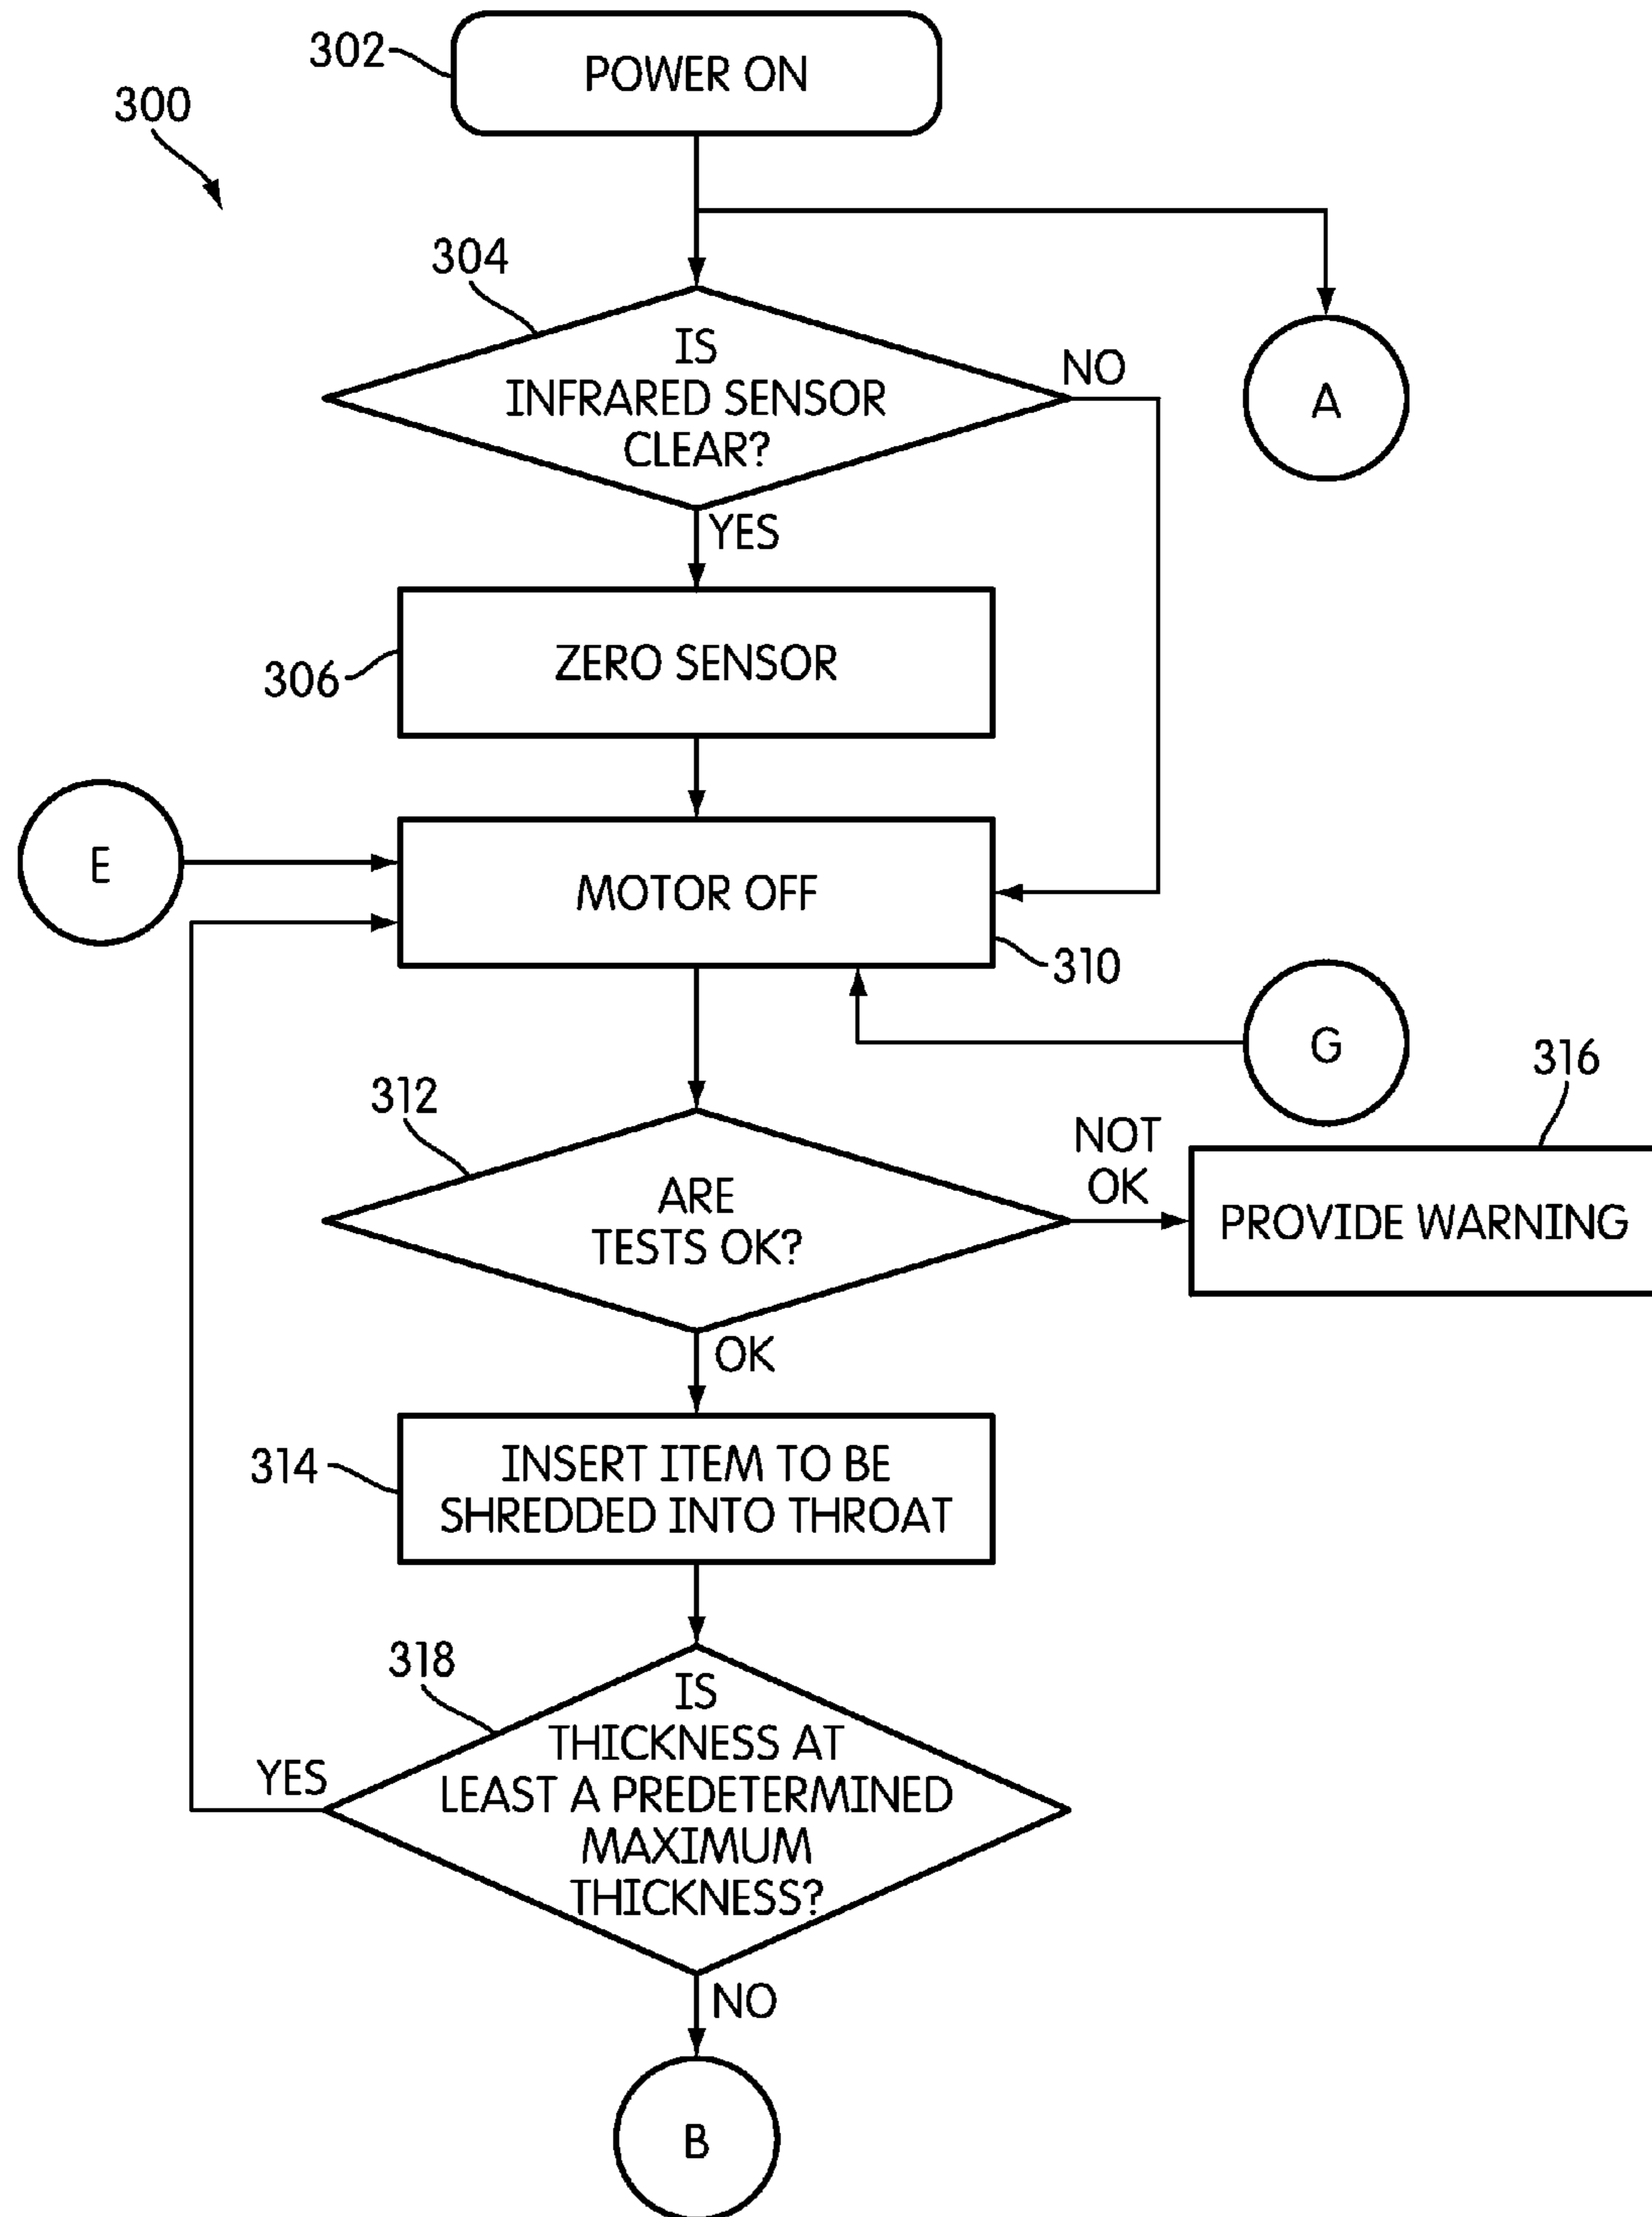 302
POWER ON
300
304
IS
INFRARED SENSOR
CLEAR?
NO
A
YES
306
ZERO SENSOR
E
MOTOR OFF
310
G
316
312
ARE
TESTS OK?
NOT
OK
PROVIDE WARNING
OK
314
INSERT ITEM TO BE
SHREDDED INTO THROAT
318
IS
THICKNESS AT
LEAST A PREDETERMINED
MAXIMUM
THICKNESS?
YES
NO
B